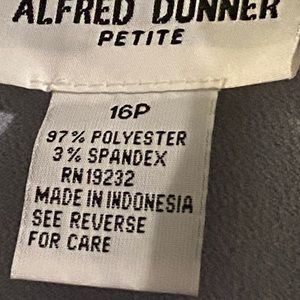 ALFRED DUNNER
PETITE
16P
97% POLYESTER
3% SPANDEX
RN19232
MADE IN INDONESIA
SEE REVERSE
FOR CARE